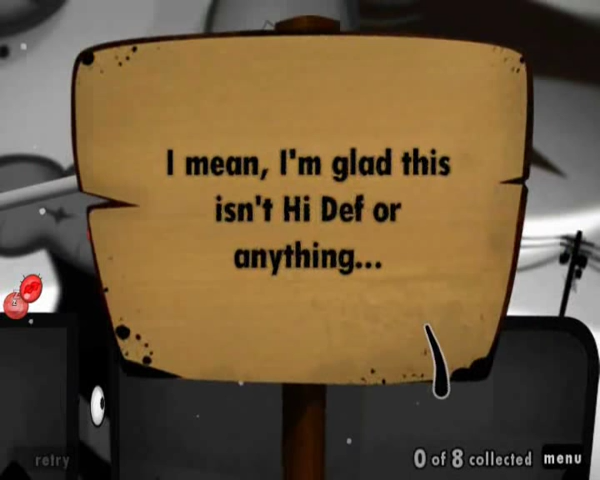 I mean, I'm glad this
isn't Hi Def or
anything...
retry
0 of 8 collected menu